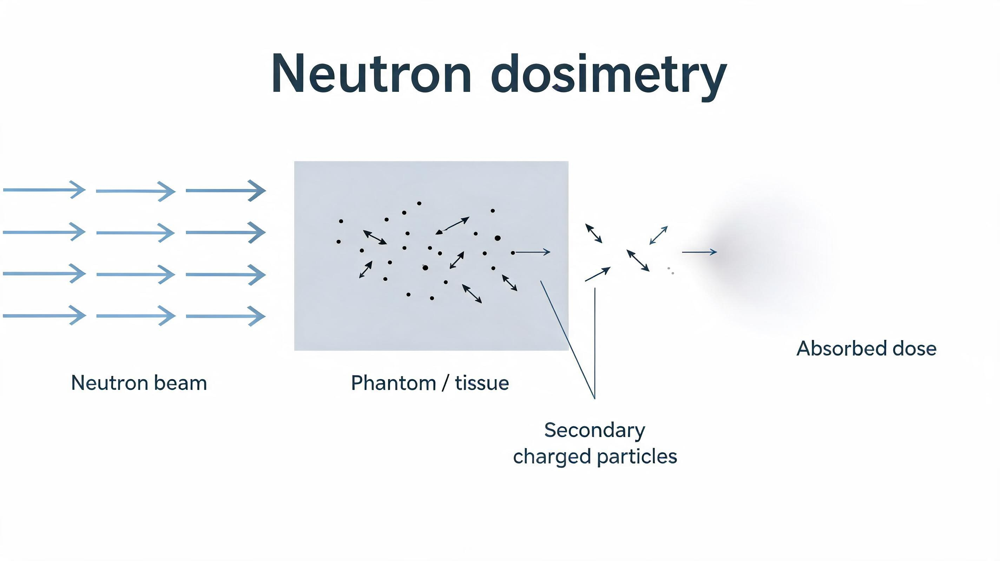 Neutron dosimetry
Neutron beam
Phantom / tissue
Absorbed dose
Secondary
charged particles